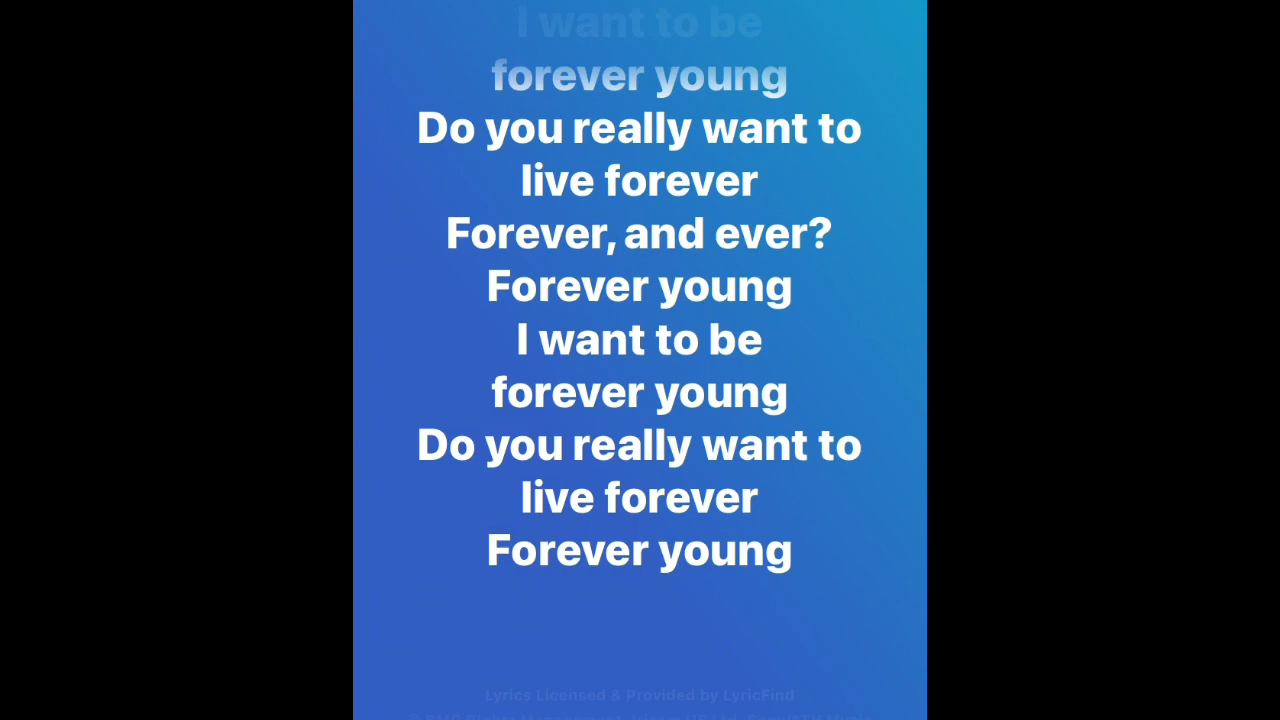 I want to be
forever young
Do you really want to
live forever
Forever, and ever?
Forever young
I want to be
forever young
Do you really want to
live forever
Forever young
Lyrics Licensed & Provided by LyricFind